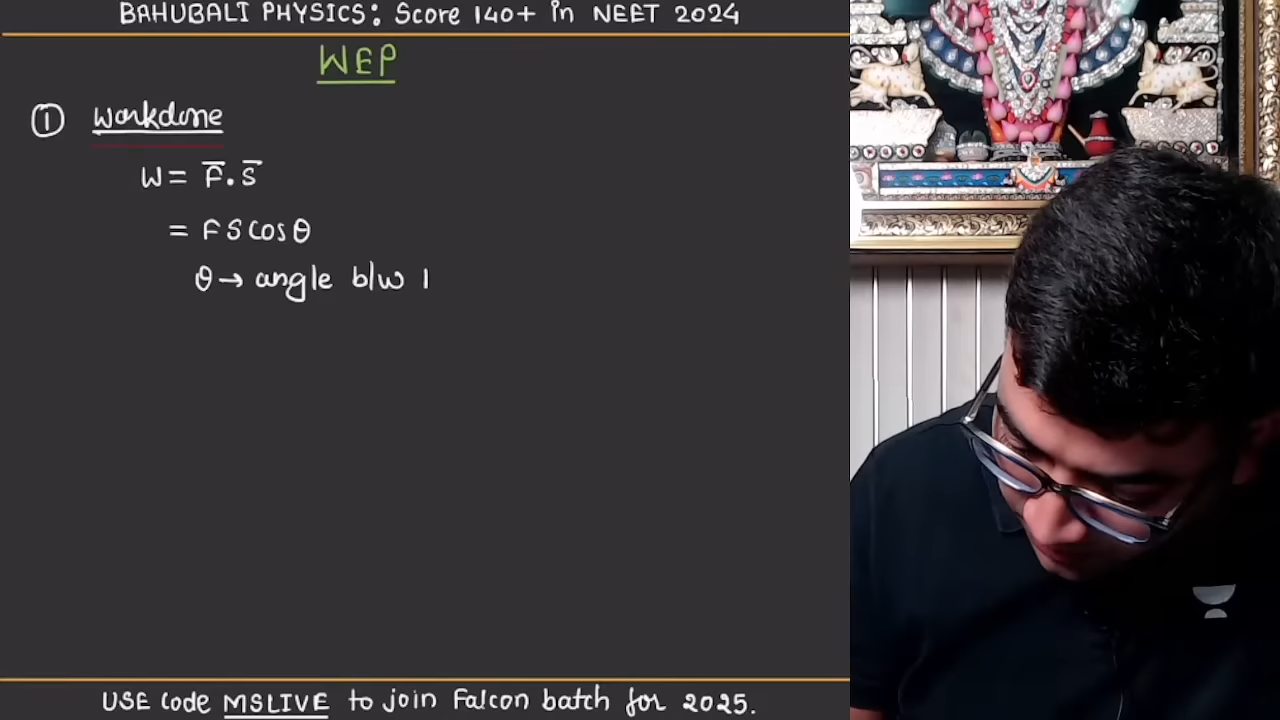 BAHUBALI PHYSICS: Score 140+ in NEET 2024
WEP
① workdone
W = F̅.S̅
= F S cosθ
θ → angle b/w
USE Code MSLIVE to join Falcon batch for 2025.